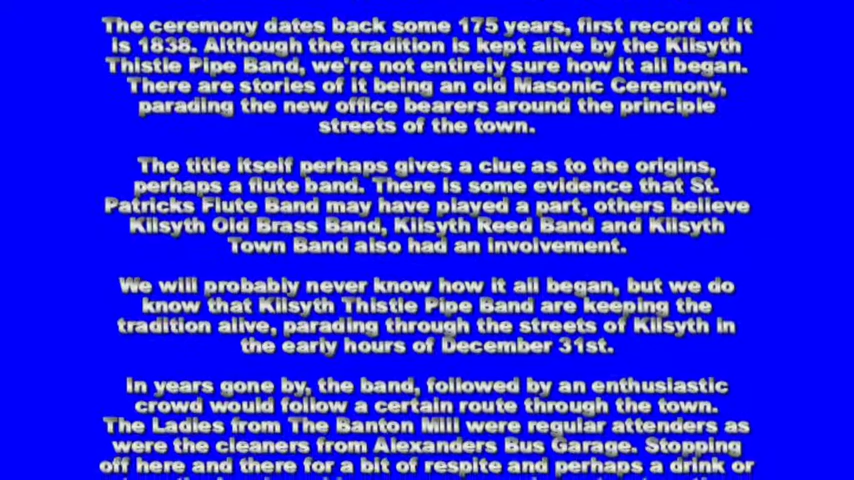 The ceremony dates back some 175 years, first record of it
is 1838. Although the tradition is kept alive by the Kilsyth
Thistle Pipe Band, we're not entirely sure how it all began.
There are stories of it being an old Masonic Ceremony,
parading the new office bearers around the principle
streets of the town.
The title itself perhaps gives a clue as to the origins,
perhaps a flute band. There is some evidence that St.
Patricks Flute Band may have played a part, others believe
Kilsyth Old Brass Band, Kilsyth Reed Band and Kilsyth
Town Band also had an involvement.
We will probably never know how it all began, but we do
know that Kilsyth Thistle Pipe Band are keeping the
tradition alive, parading through the streets of Kilsyth in
the early hours of December 31st.
In years gone by, the band, followed by an enthusiastic
crowd would follow a certain route through the town.
The Ladies from The Banton Mill were regular attenders as
were the cleaners from Alexanders Bus Garage. Stopping
off here and there for a bit of respite and perhaps a drink or